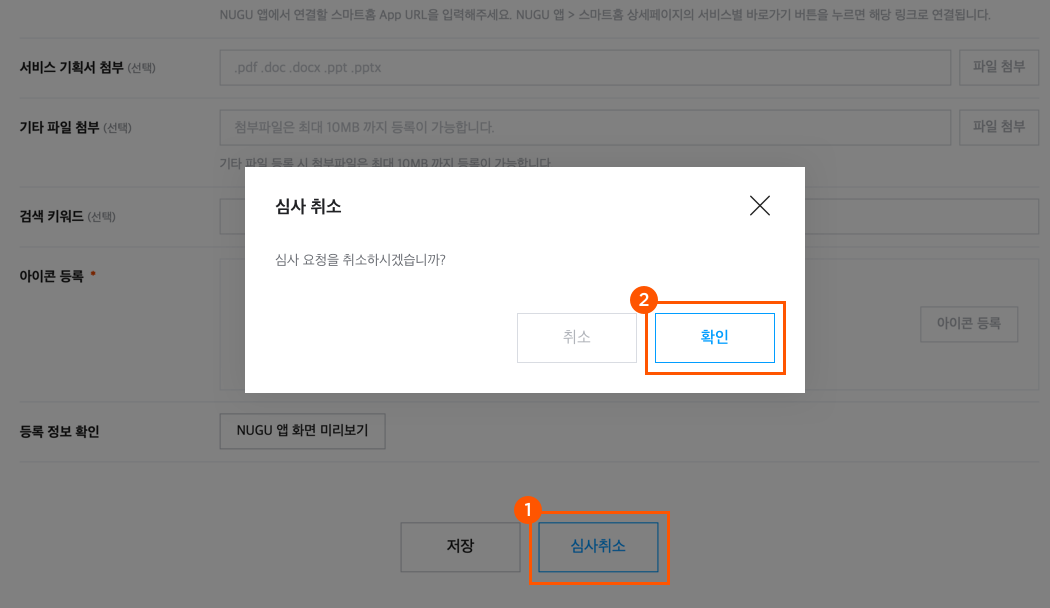 NUGU 앱에서 연결할 스마트홈 App URL을 입력해주세요. NUGU 앱 > 스마트홈 상세페이지의 서비스별 바로가기 버튼을 누르면 해당 링크로 연결됩니다.
서비스 기획서 첨부 (선택)
.pdf .doc .docx .ppt .pptx
파일 첨부
기타 파일 첨부 (선택)
첨부파일은 최대 10MB 까지 등록이 가능합니다.
파일 첨부
기타 파일 등록 시 첨부파일은 최대 10MB 까지 등록이 가능합니다
심사 취소
검색 키워드 (선택)
심사 요청을 취소하시겠습니까?
아이콘 등록 *
2
취소
확인
아이콘 등록
등록 정보 확인
NUGU 앱 화면 미리보기
1
저장
심사취소